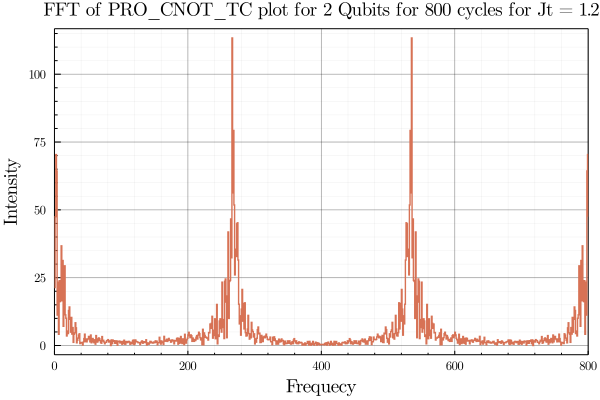 FFT of PRO_CNOT_TC plot for 2 Qubits for 800 cycles for Jt = 1.2
100
75
50
25
0
Intensity
0 200 400 600 800
Frequecy